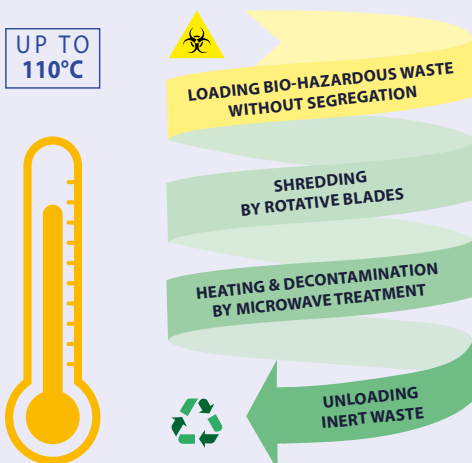 UP TO
110°C
LOADING BIO-HAZARDOUS WASTE
WITHOUT SEGREGATION
SHREDDING
BY ROTATIVE BLADES
HEATING & DECONTAMINATION
BY MICROWAVE TREATMENT
UNLOADING
INERT WASTE